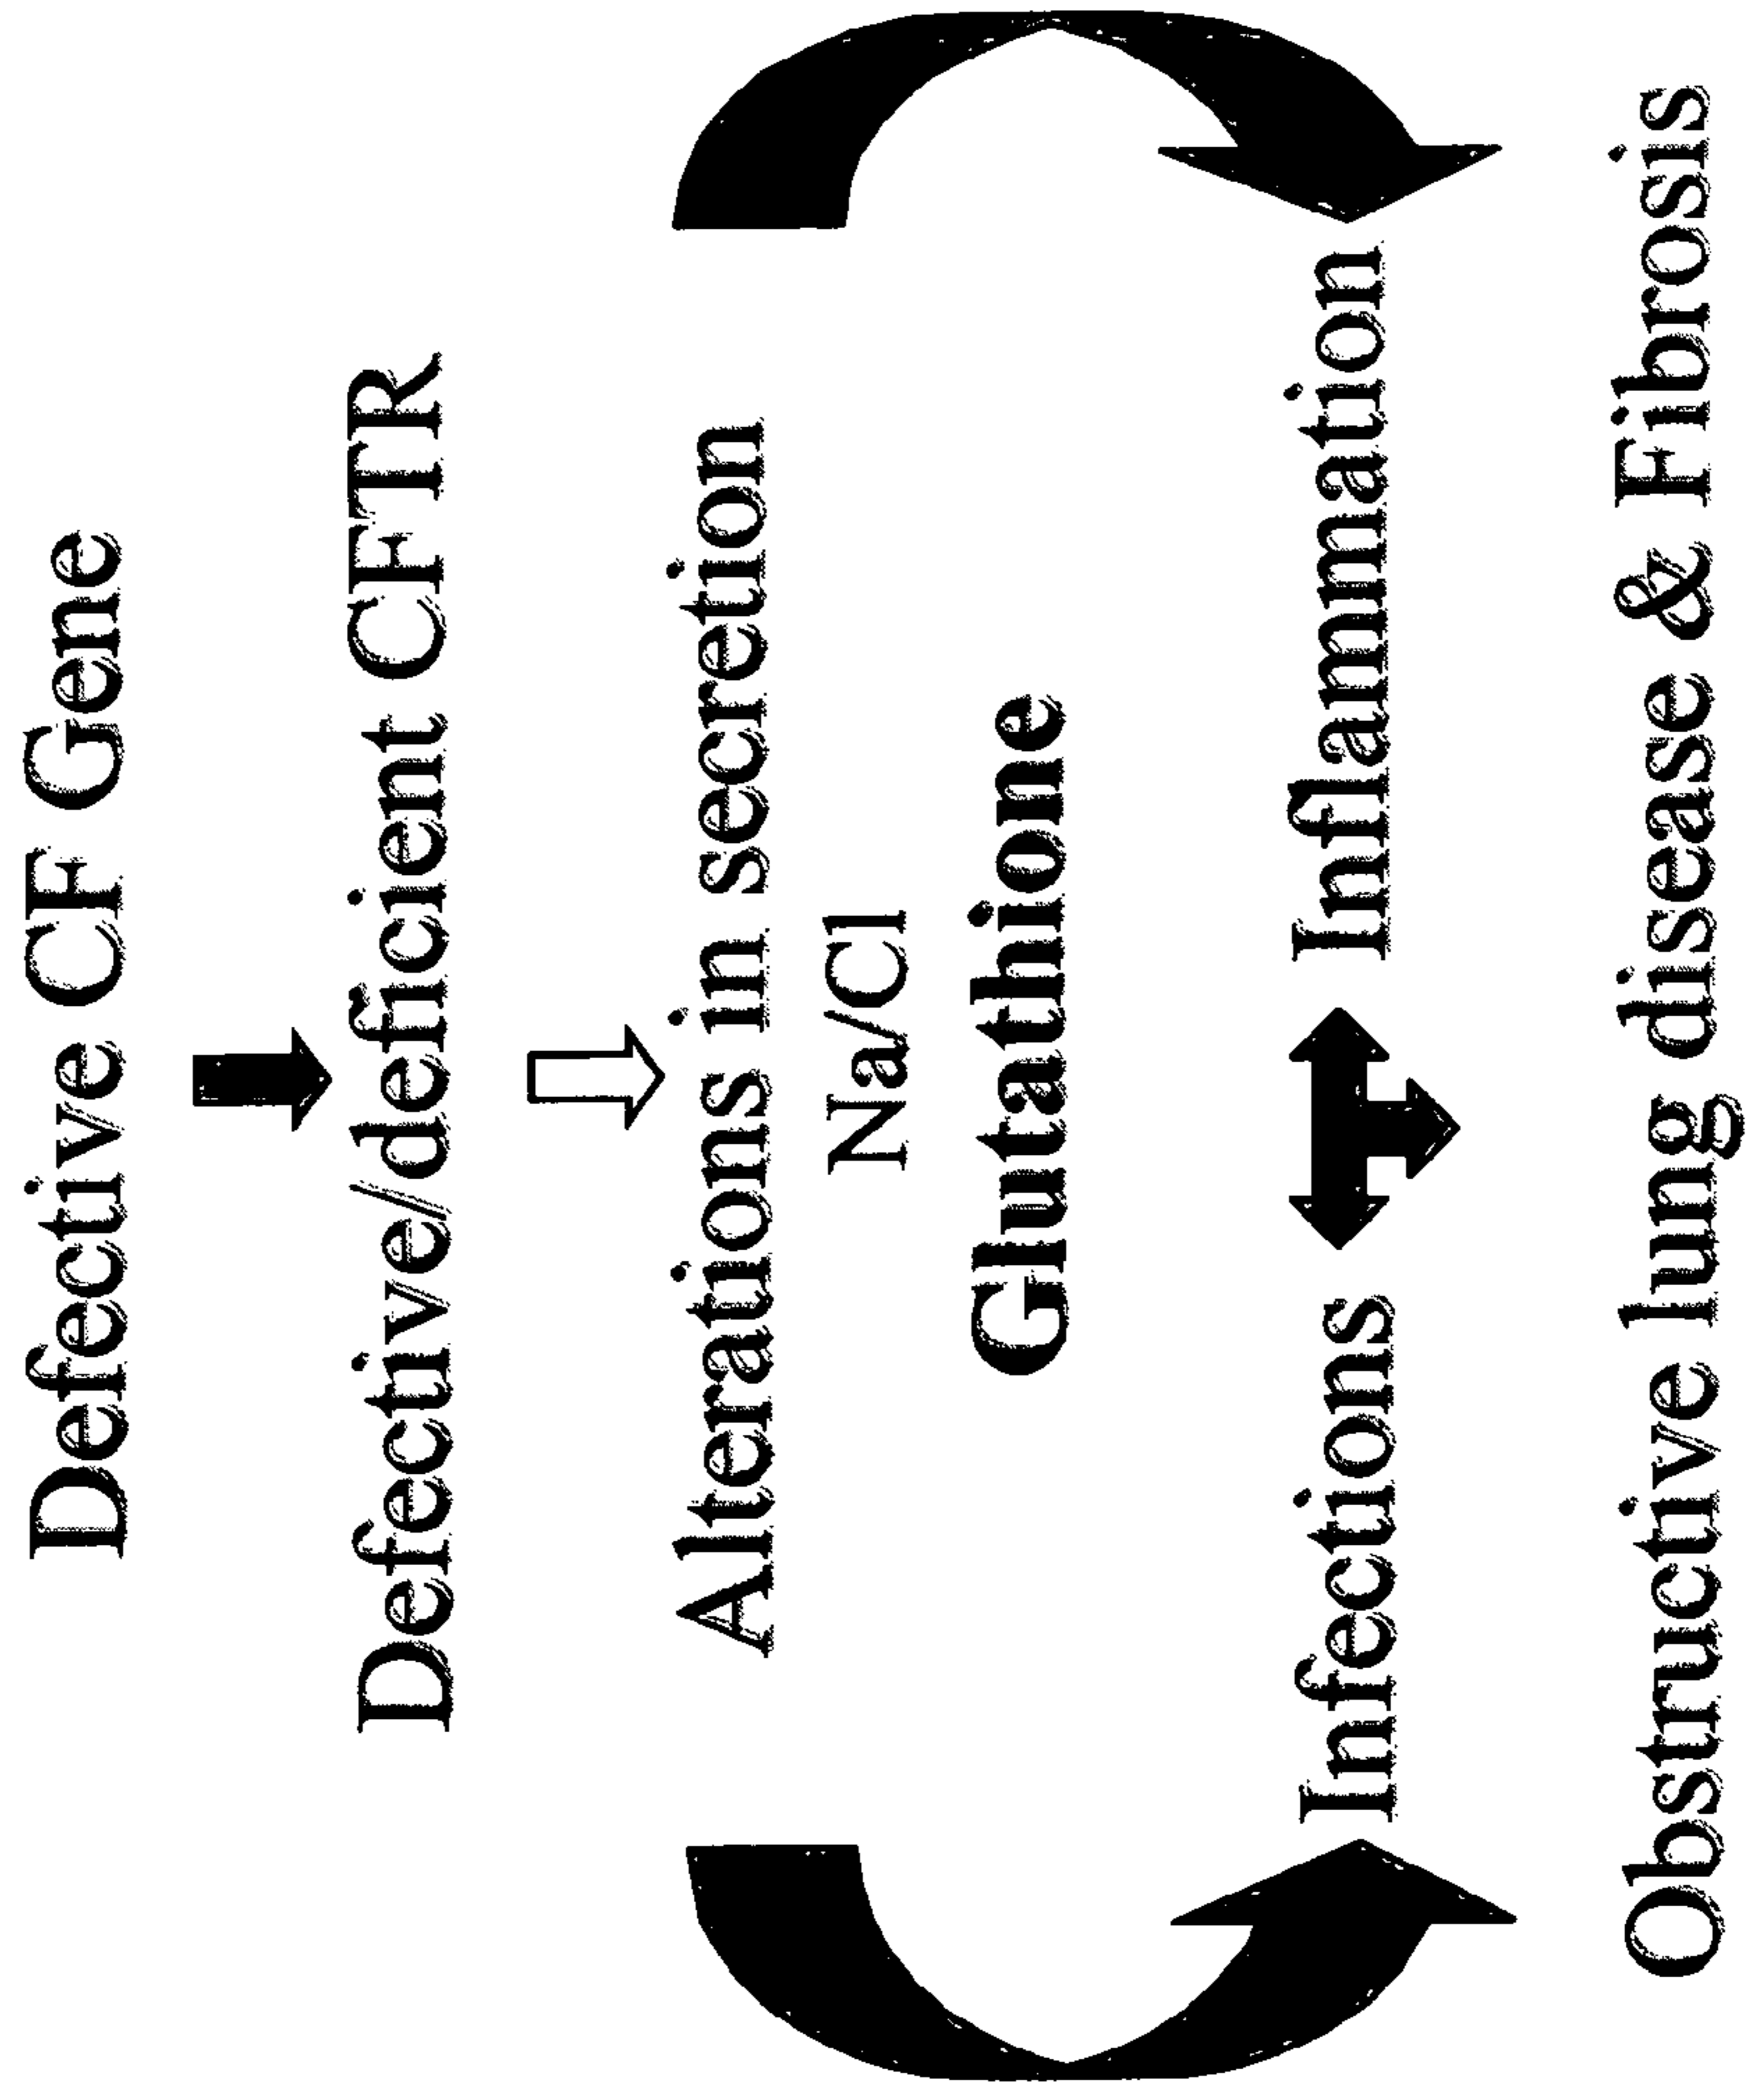 Defective CF Gene
Defective/deficient CFTR
Alterations in secretion
Na/Cl
Glutathione
Infections
Inflammation
Obstructive lung disease & Fibrosis